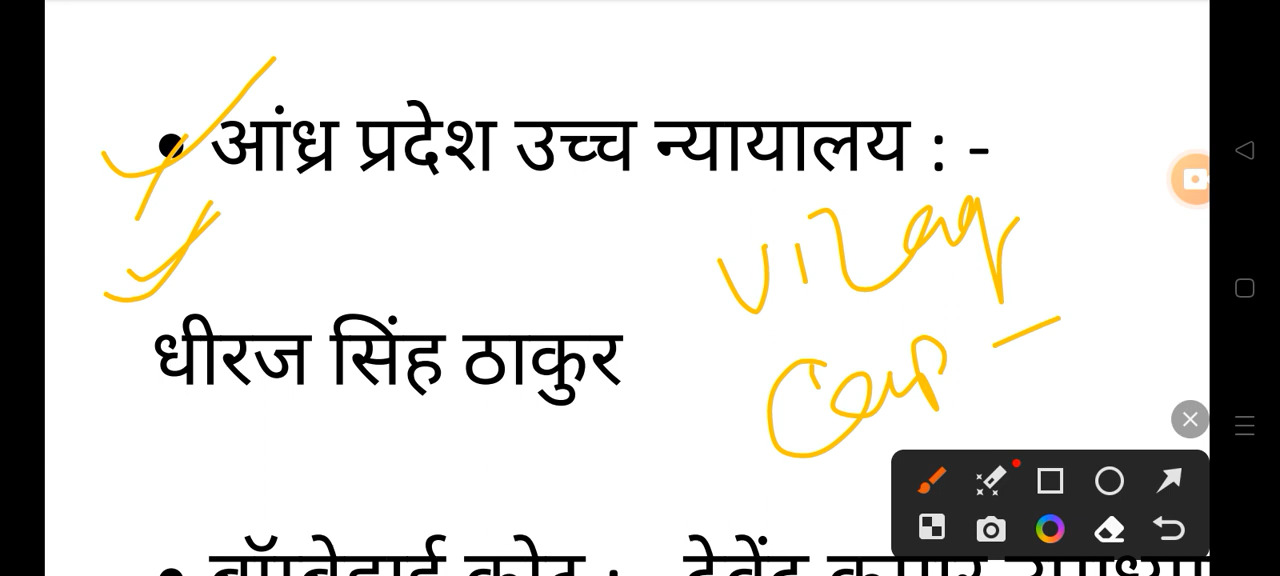 • आंध्र प्रदेश उच्च न्यायालय : -
Vizag
Cap -
धीरज सिंह ठाकुर